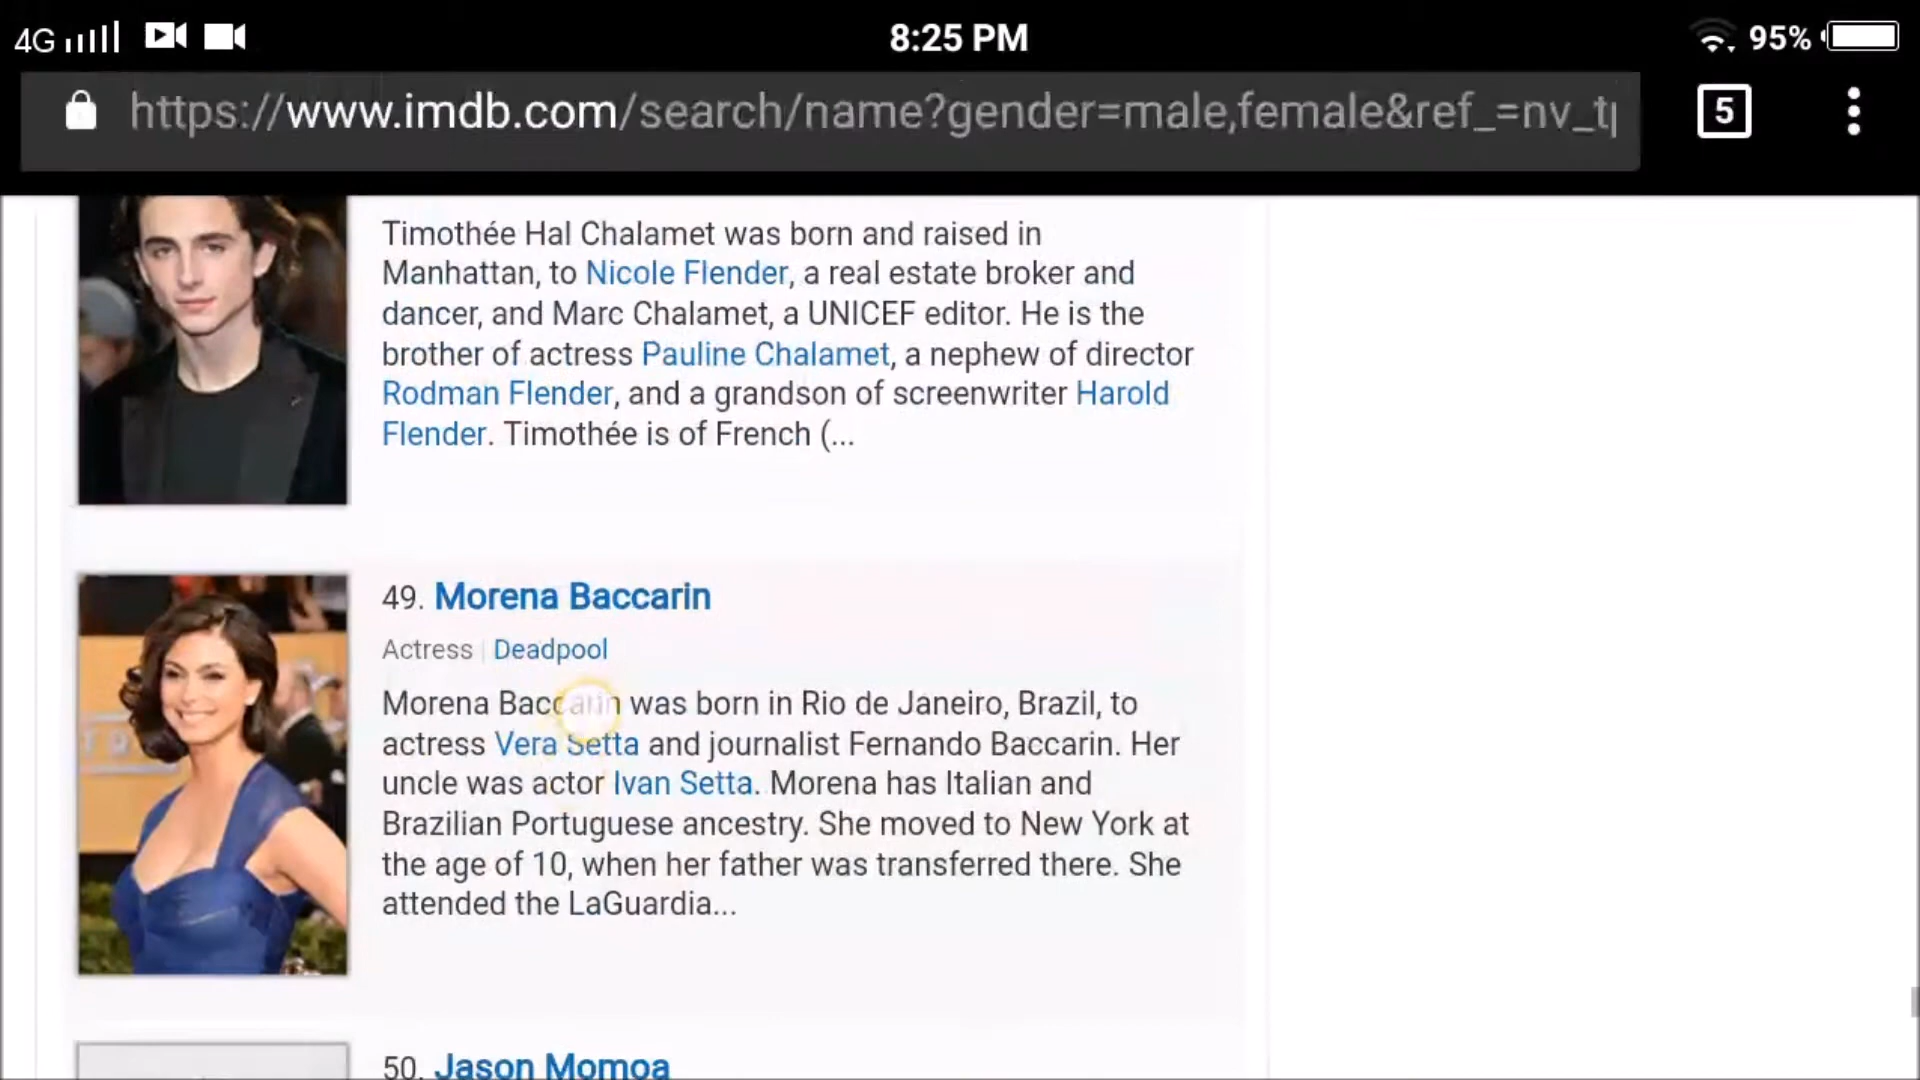 4G 8:25 PM 95%
https://www.imdb.com/search/name?gender=male,female&ref_=nv_t 5
Timothée Hal Chalamet was born and raised in
Manhattan, to Nicole Flender, a real estate broker and
dancer, and Marc Chalamet, a UNICEF editor. He is the
brother of actress Pauline Chalamet, a nephew of director
Rodman Flender, and a grandson of screenwriter Harold
Flender. Timothée is of French (...
49. Morena Baccarin
Actress | Deadpool
Morena Baccarin was born in Rio de Janeiro, Brazil, to
actress Vera Setta and journalist Fernando Baccarin. Her
uncle was actor Ivan Setta. Morena has Italian and
Brazilian Portuguese ancestry. She moved to New York at
the age of 10, when her father was transferred there. She
attended the LaGuardia...
50. Jason Momoa